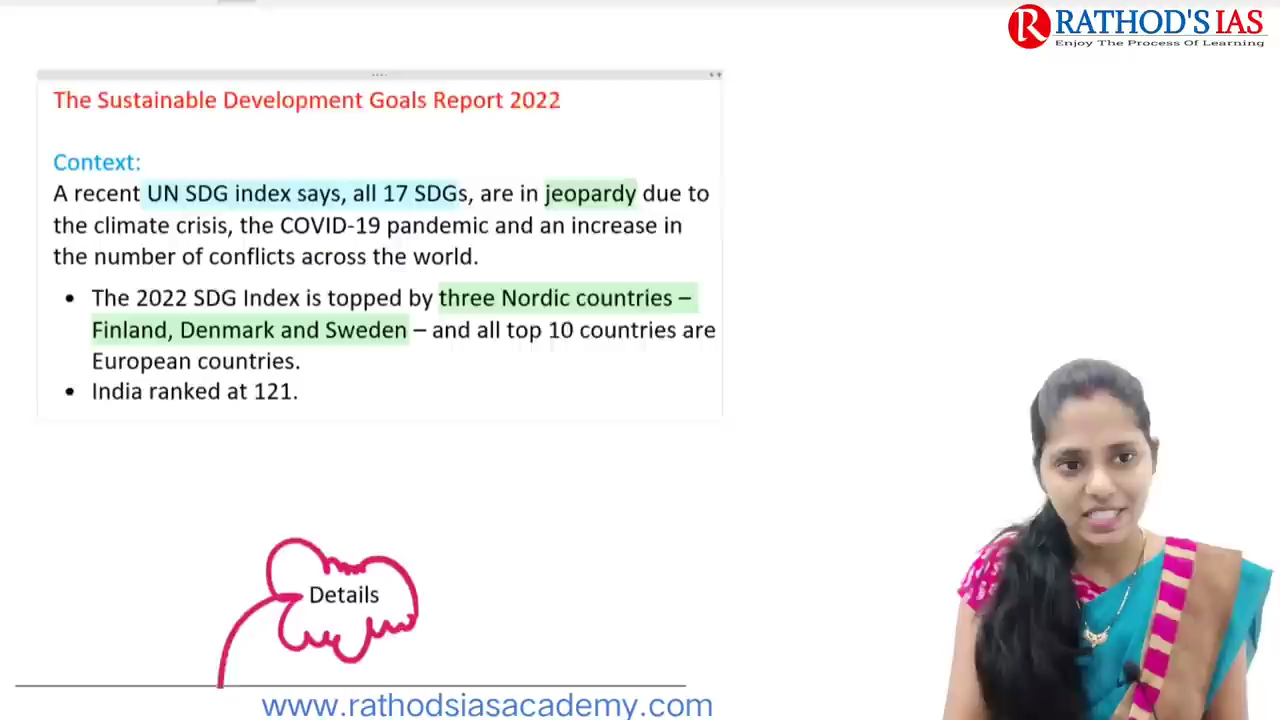 RATHOD'S IAS
Enjoy The Process Of Learning
The Sustainable Development Goals Report 2022
Context:
A recent UN SDG index says, all 17 SDGs, are in jeopardy due to
the climate crisis, the COVID-19 pandemic and an increase in
the number of conflicts across the world.
• The 2022 SDG Index is topped by three Nordic countries –
Finland, Denmark and Sweden – and all top 10 countries are
European countries.
• India ranked at 121.
Details
www.rathodsiasacademy.com